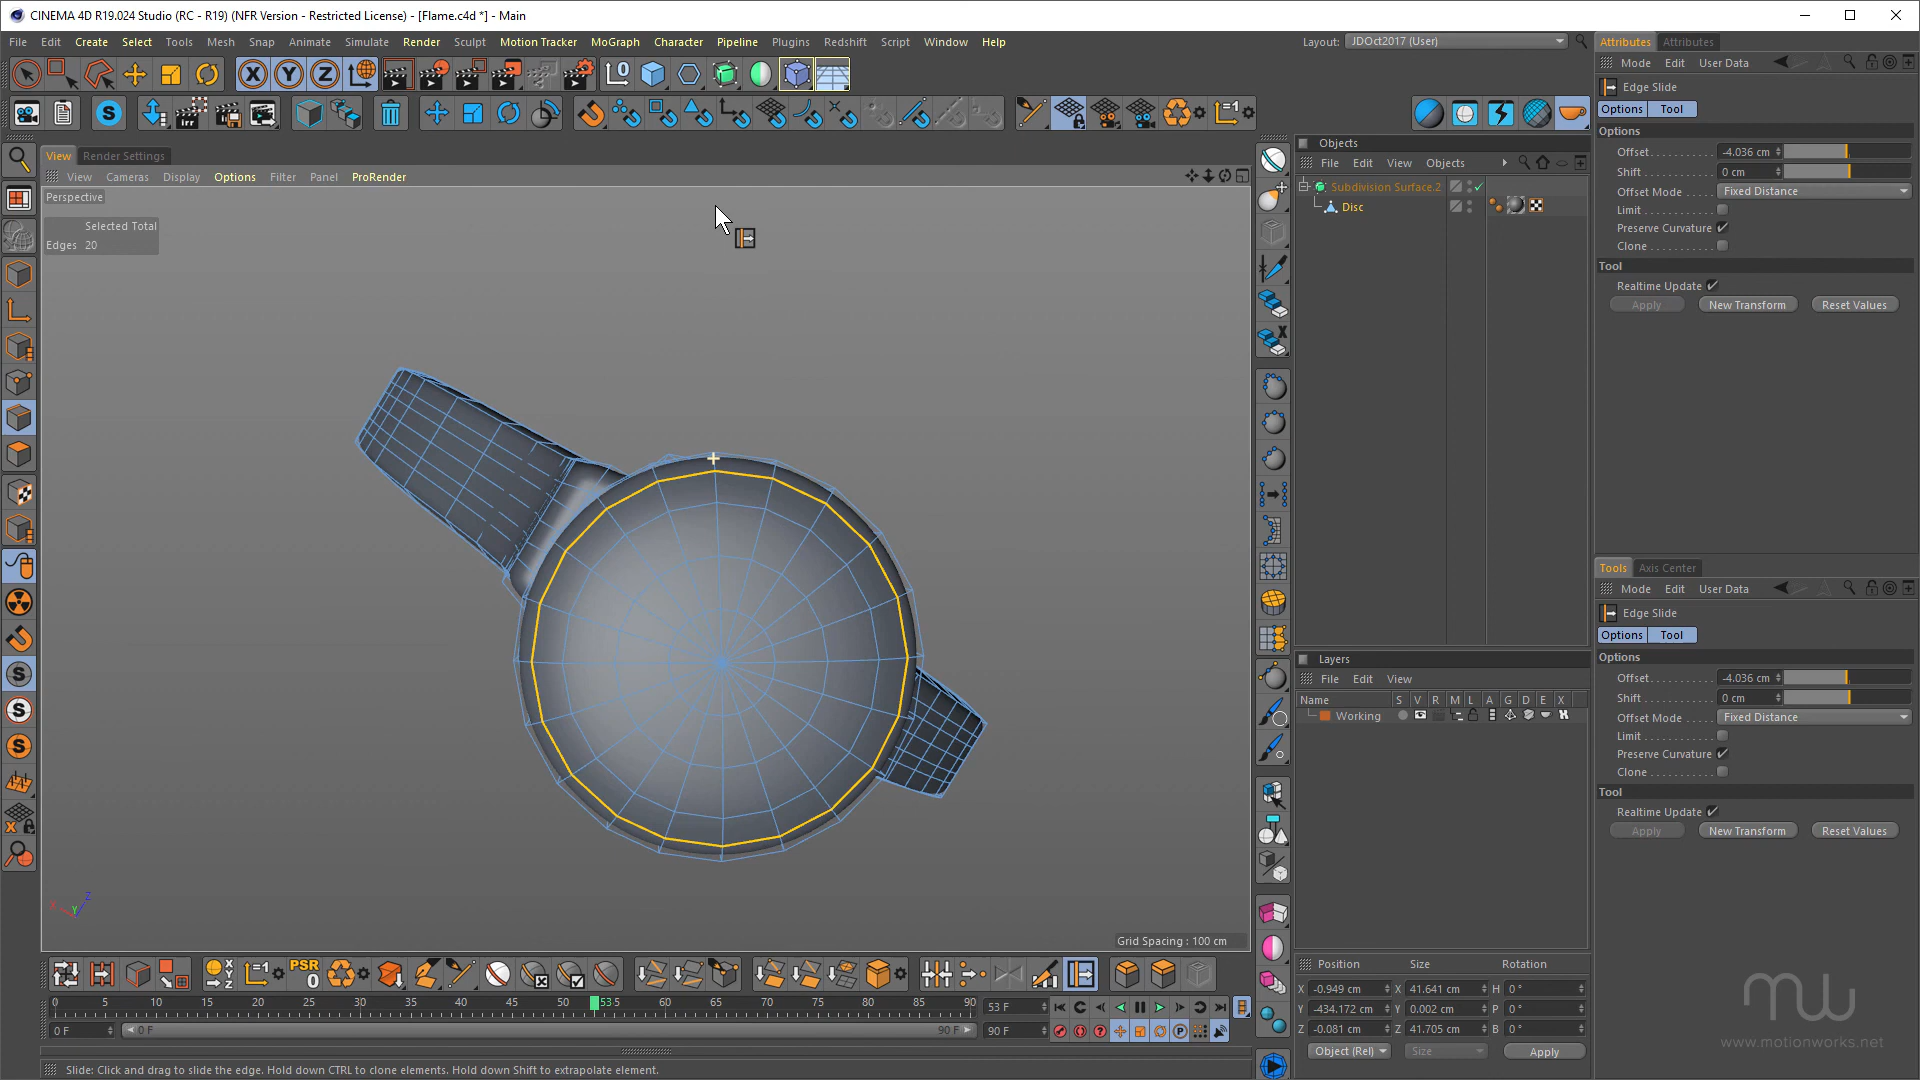 CINEMA 4D R19.024 Studio (RC - R19) (NFR Version - Restricted License) - [Flame.c4d *] - Main
File Edit Create Select Tools Mesh Snap Animate Simulate Render Sculpt Motion Tracker MoGraph Character Pipeline Plugins Redshift Script Window Help
Layout: JDOct2017 (User)
Attributes Attributes
Mode Edit User Data
Edge Slide
Options Tool
Options
Offset -4.036 cm
Shift 0 cm
Offset Mode Fixed Distance
Limit
Preserve Curvature
Clone
Tool
Realtime Update
Apply New Transform Reset Values
View Render Settings
View Cameras Display Options Filter Panel ProRender
Perspective
Selected Total
Edges 20
Grid Spacing : 100 cm
Objects
File Edit View Objects
Subdivision Surface.2
Disc
Layers
File Edit View
Name S V R M L A G D E X
Working
Tools Axis Center
Mode Edit User Data
Edge Slide
Options Tool
Options
Offset -4.036 cm
Shift 0 cm
Offset Mode Fixed Distance
Limit
Preserve Curvature
Clone
Tool
Realtime Update
Apply New Transform Reset Values
PSR
0
0 5 10 15 20 25 30 35 40 45 50 53.5 60 65 70 75 80 85 90 53 F
0 F 0 F 90 F 90 F
Position Size Rotation
X -0.949 cm X 41.641 cm H 0 °
Y -434.172 cm Y 0.002 cm P 0 °
Z -0.081 cm Z 41.705 cm B 0 °
Object (Rel) Size Apply
Slide: Click and drag to slide the edge. Hold down CTRL to clone elements. Hold down Shift to extrapolate element.
mw
www.motionworks.net